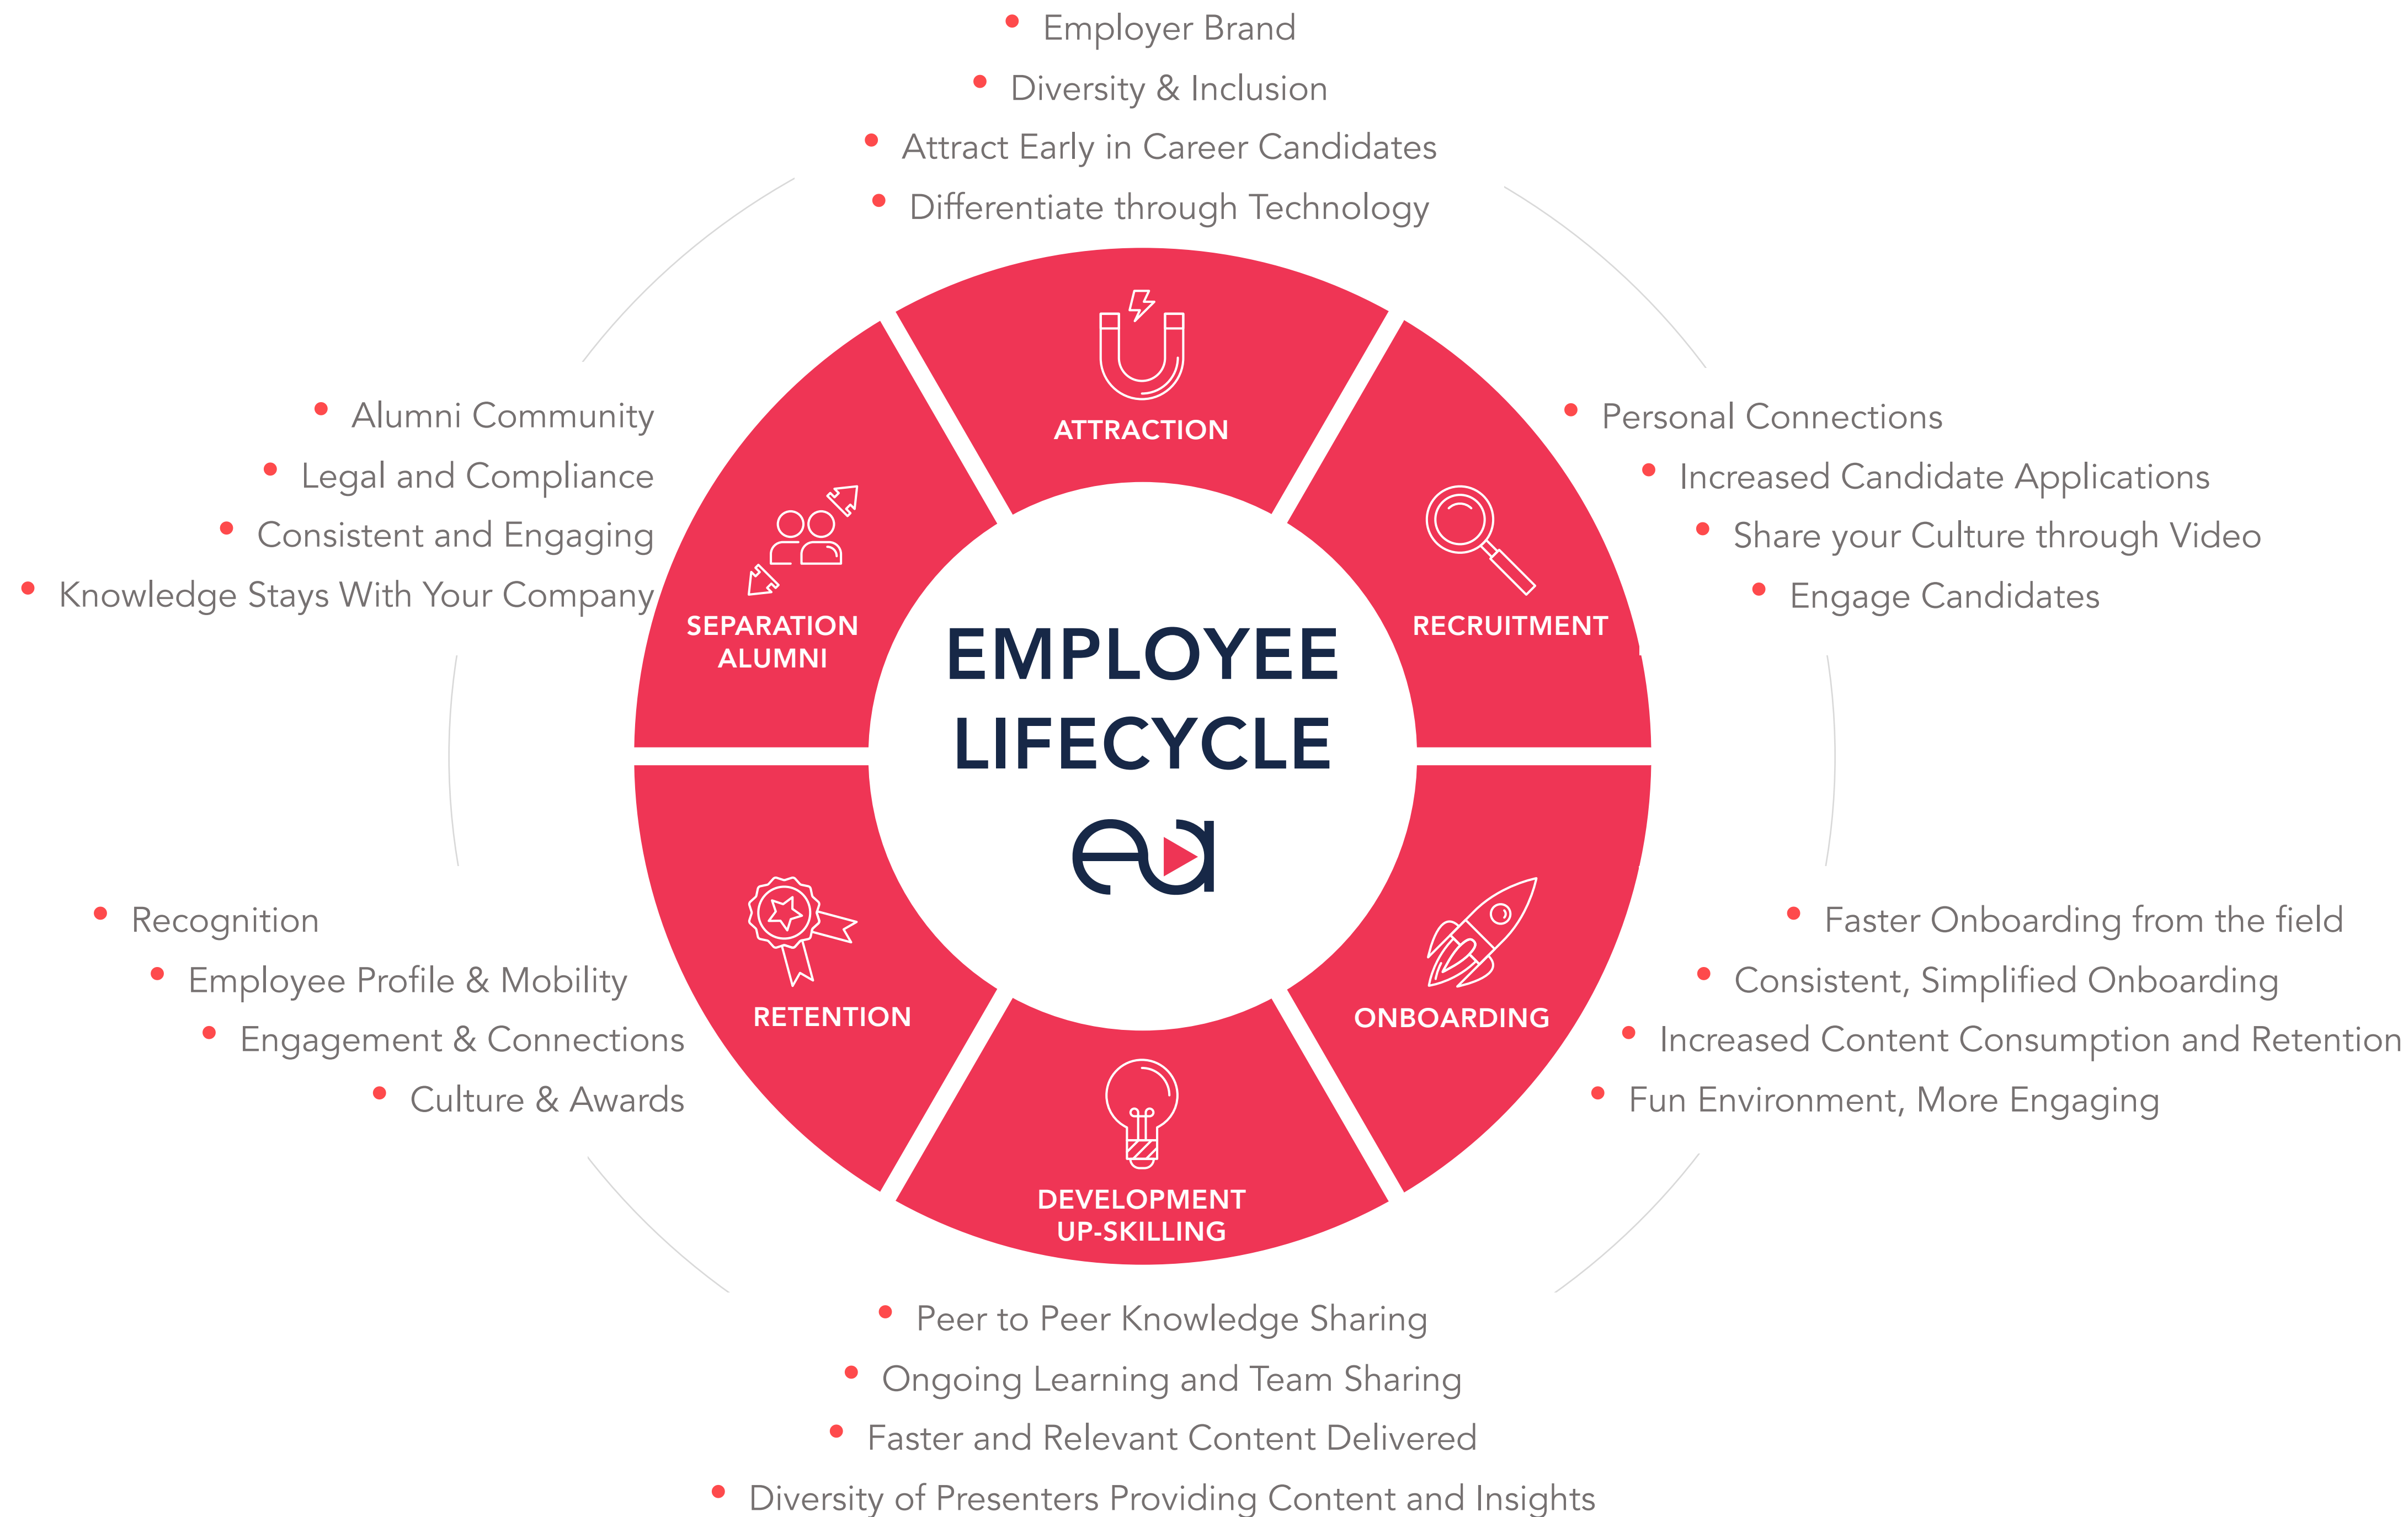 • Employer Brand
• Diversity & Inclusion
• Attract Early in Career Candidates
• Differentiate through Technology
ATTRACTION
• Personal Connections
• Increased Candidate Applications
• Share your Culture through Video
• Engage Candidates
RECRUITMENT
• Faster Onboarding from the field
• Consistent, Simplified Onboarding
• Increased Content Consumption and Retention
• Fun Environment, More Engaging
ONBOARDING
DEVELOPMENT
UP-SKILLING
• Peer to Peer Knowledge Sharing
• Ongoing Learning and Team Sharing
• Faster and Relevant Content Delivered
• Diversity of Presenters Providing Content and Insights
• Recognition
• Employee Profile & Mobility
• Engagement & Connections
• Culture & Awards
RETENTION
• Alumni Community
• Legal and Compliance
• Consistent and Engaging
• Knowledge Stays With Your Company
SEPARATION
ALUMNI
EMPLOYEE
LIFECYCLE
ea